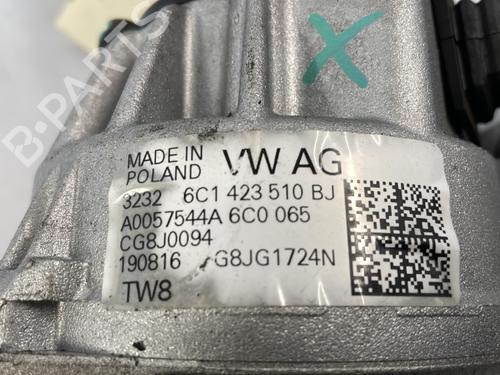 B-PARTS
X
MADE IN
POLAND VW AG
3232 6C1 423 510 BJ
A0057544A 6C0 065
CG8J0094
190816 G8JG1724N
TW8